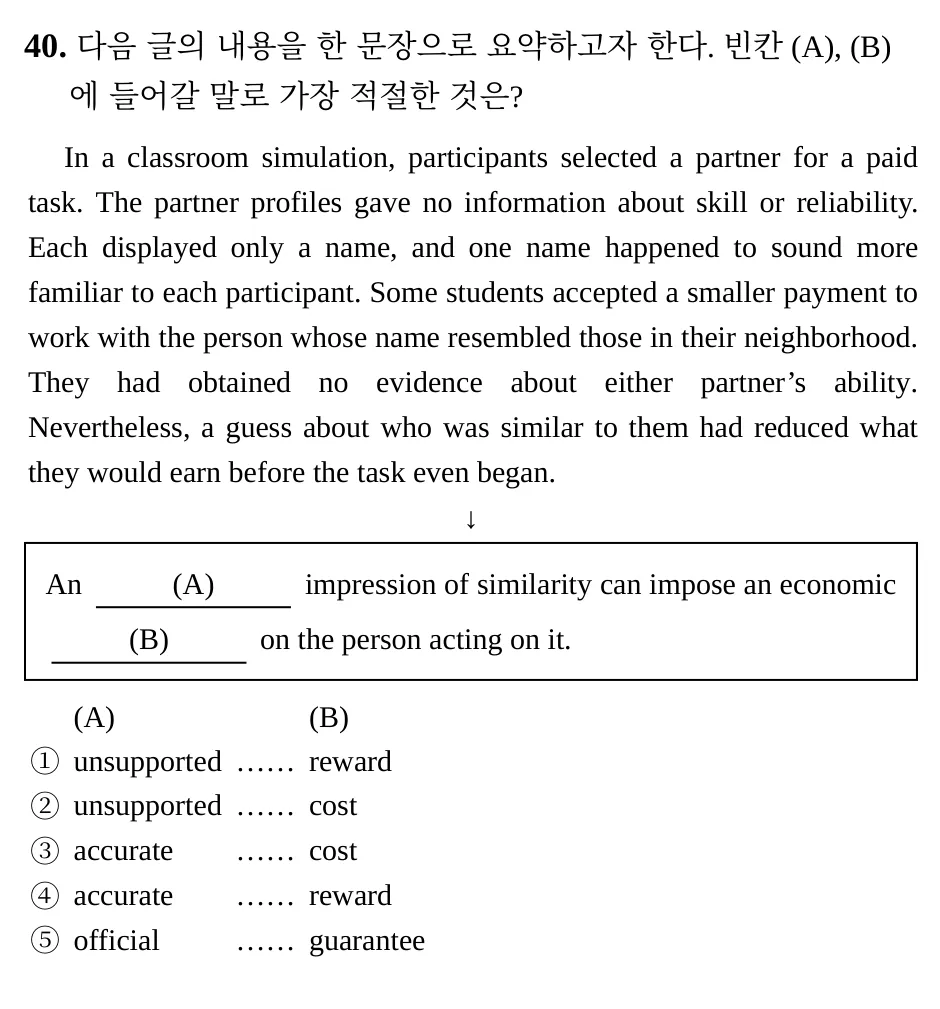 40. 다음 글의 내용을 한 문장으로 요약하고자 한다. 빈칸 (A), (B)
에 들어갈 말로 가장 적절한 것은?
In a classroom simulation, participants selected a partner for a paid
task. The partner profiles gave no information about skill or reliability.
Each displayed only a name, and one name happened to sound more
familiar to each participant. Some students accepted a smaller payment to
work with the person whose name resembled those in their neighborhood.
They had obtained no evidence about either partner’s ability.
Nevertheless, a guess about who was similar to them had reduced what
they would earn before the task even began.
↓
An (A) impression of similarity can impose an economic
(B) on the person acting on it.
(A) (B)
① unsupported …… reward
② unsupported …… cost
③ accurate …… cost
④ accurate …… reward
⑤ official …… guarantee